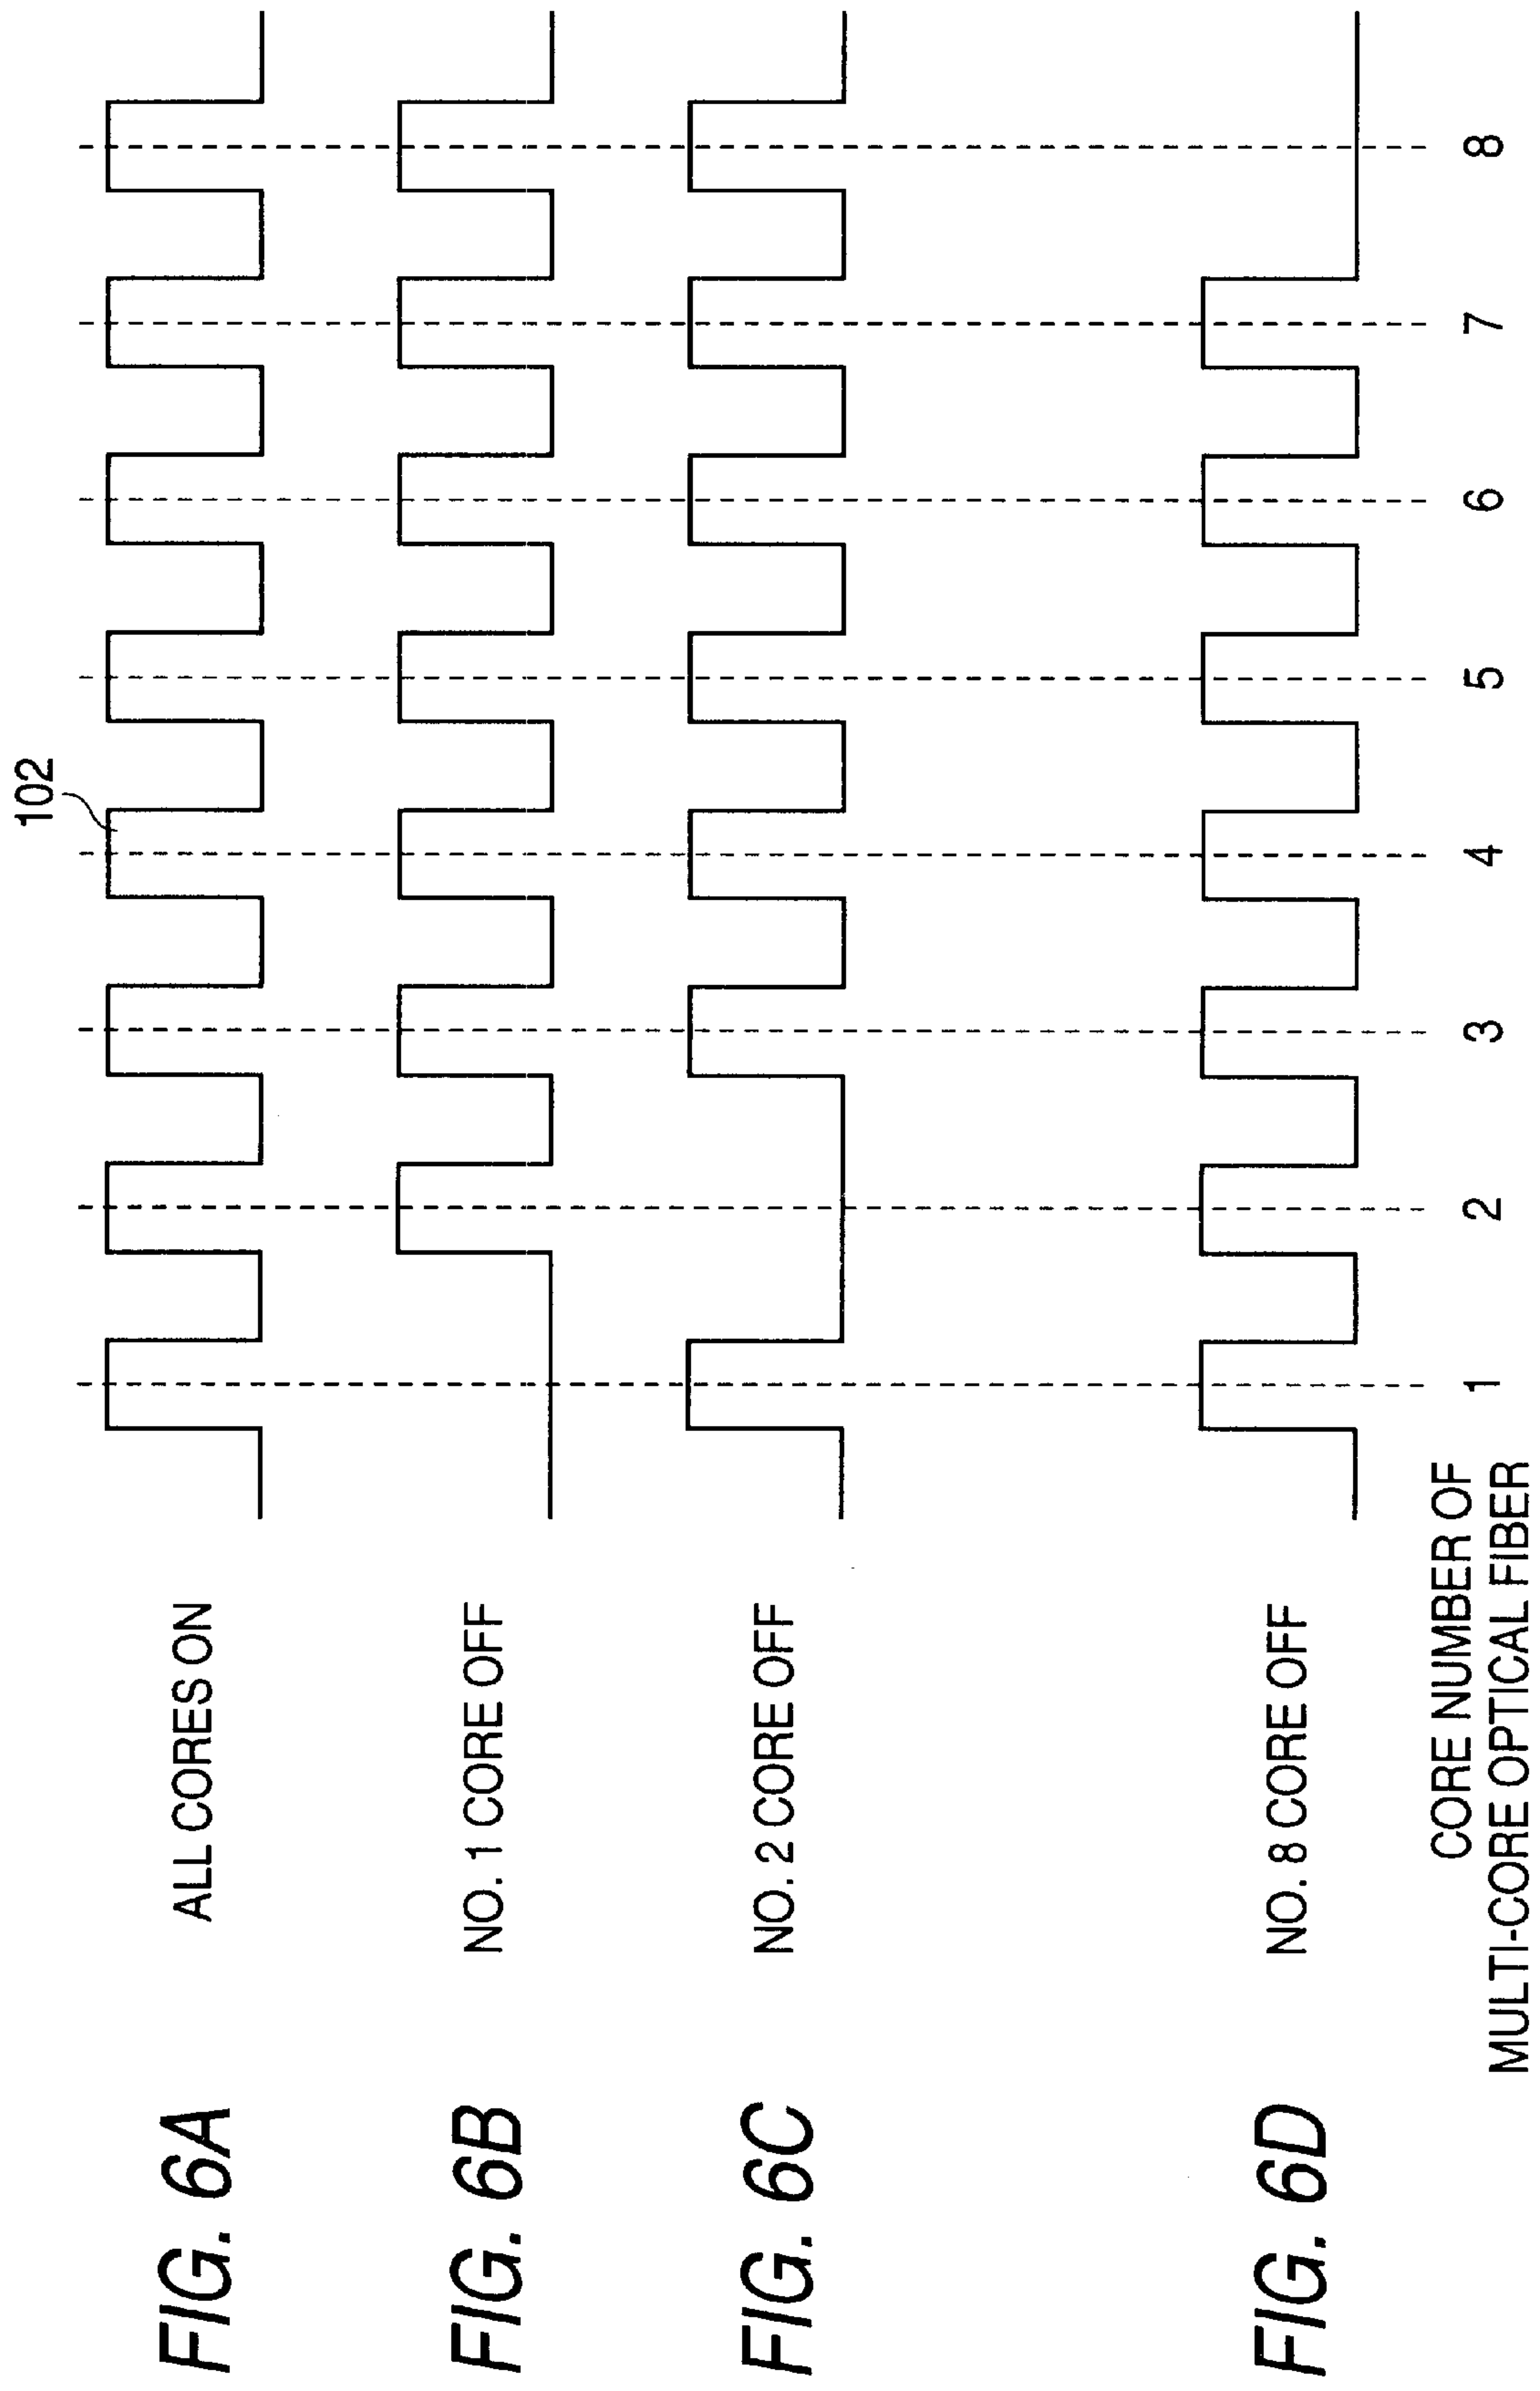 102
FIG. 6A
ALL CORES ON
FIG. 6B
NO. 1 CORE OFF
FIG. 6C
NO. 2 CORE OFF
FIG. 6D
NO. 8 CORE OFF
CORE NUMBER OF
MULTI-CORE OPTICAL FIBER
1 2 3 4 5 6 7 8